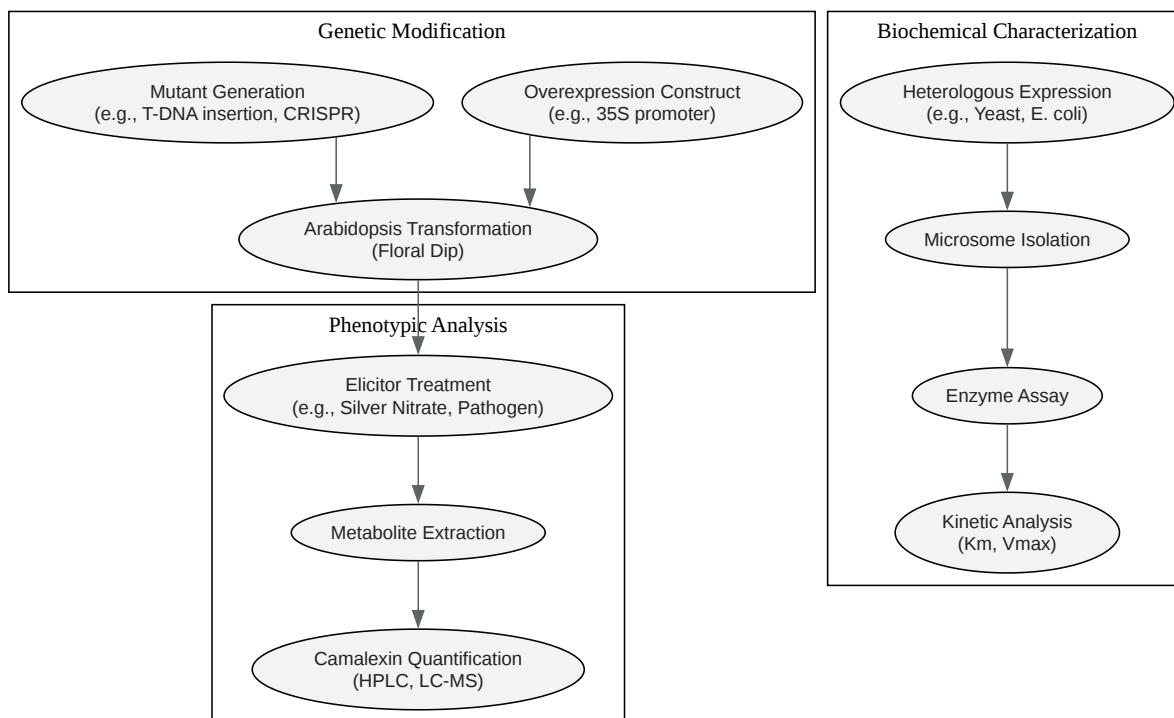 Genetic Modification
Mutant Generation
(e.g., T-DNA insertion, CRISPR)
Overexpression Construct
(e.g., 35S promoter)
Arabidopsis Transformation
(Floral Dip)
Phenotypic Analysis
Elicitor Treatment
(e.g., Silver Nitrate, Pathogen)
Metabolite Extraction
Camalexin Quantification
(HPLC, LC-MS)
Biochemical Characterization
Heterologous Expression
(e.g., Yeast, E. coli)
Microsome Isolation
Enzyme Assay
Kinetic Analysis
(Km, Vmax)